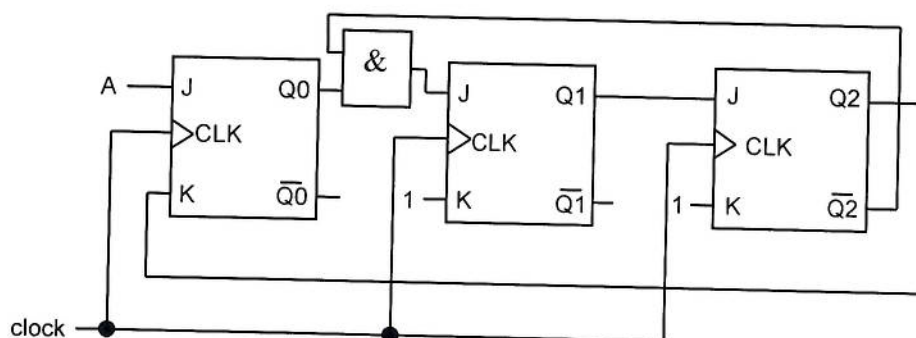 &
A J Q0 J Q1 J Q2
CLK CLK CLK
K Q̅0̅ 1 K Q̅1̅ 1 K Q̅2̅
clock